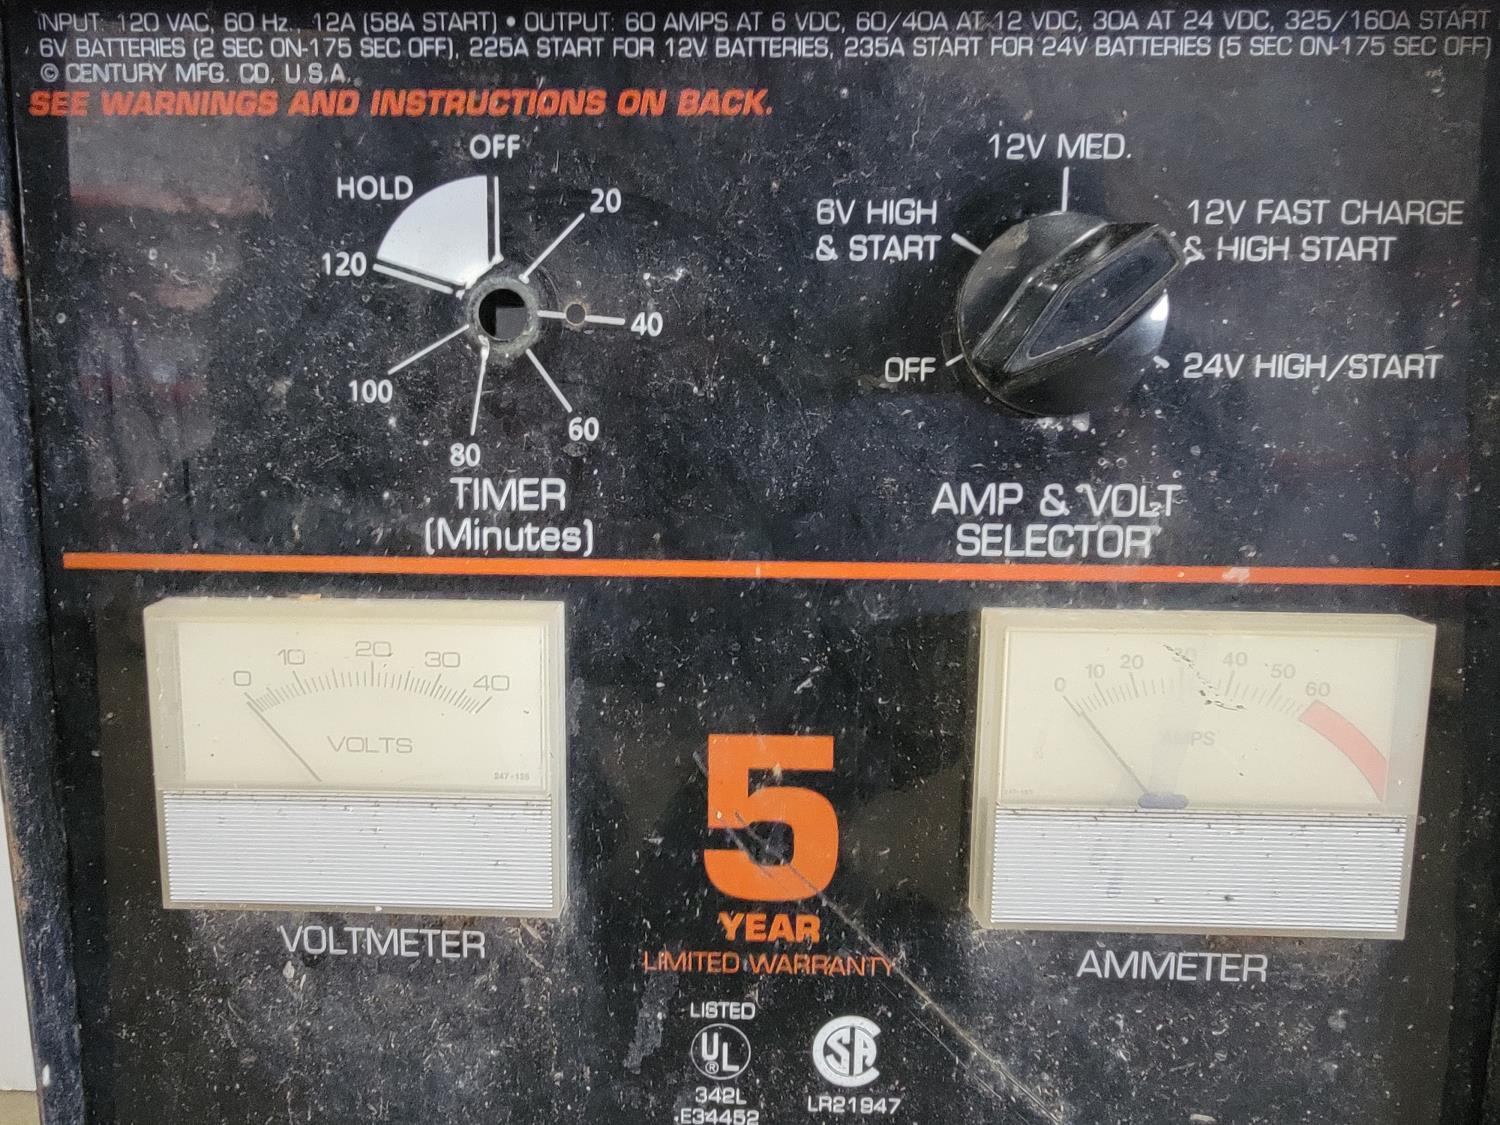 INPUT: 120 VAC, 60 Hz. 12A (58A START) • OUTPUT: 60 AMPS AT 6 VDC, 60/40A AT 12 VDC, 30A AT 24 VDC, 325/160A START
6V BATTERIES (2 SEC ON-175 SEC OFF), 225A START FOR 12V BATTERIES, 235A START FOR 24V BATTERIES (5 SEC ON-175 SEC OFF)
© CENTURY MFG. CO. U.S.A.
SEE WARNINGS AND INSTRUCTIONS ON BACK.
OFF
HOLD
20
120
40
100
60
80
TIMER
(Minutes)
12V MED.
6V HIGH
& START
12V FAST CHARGE
& HIGH START
OFF
24V HIGH/START
AMP & VOLT
SELECTOR
0 10 20 30 40
VOLTS
VOLTMETER
0 10 20 30 40 50 60
AMPS
AMMETER
5
YEAR
LIMITED WARRANTY
LISTED
UL
®
342L
E34452
SA
LR21947